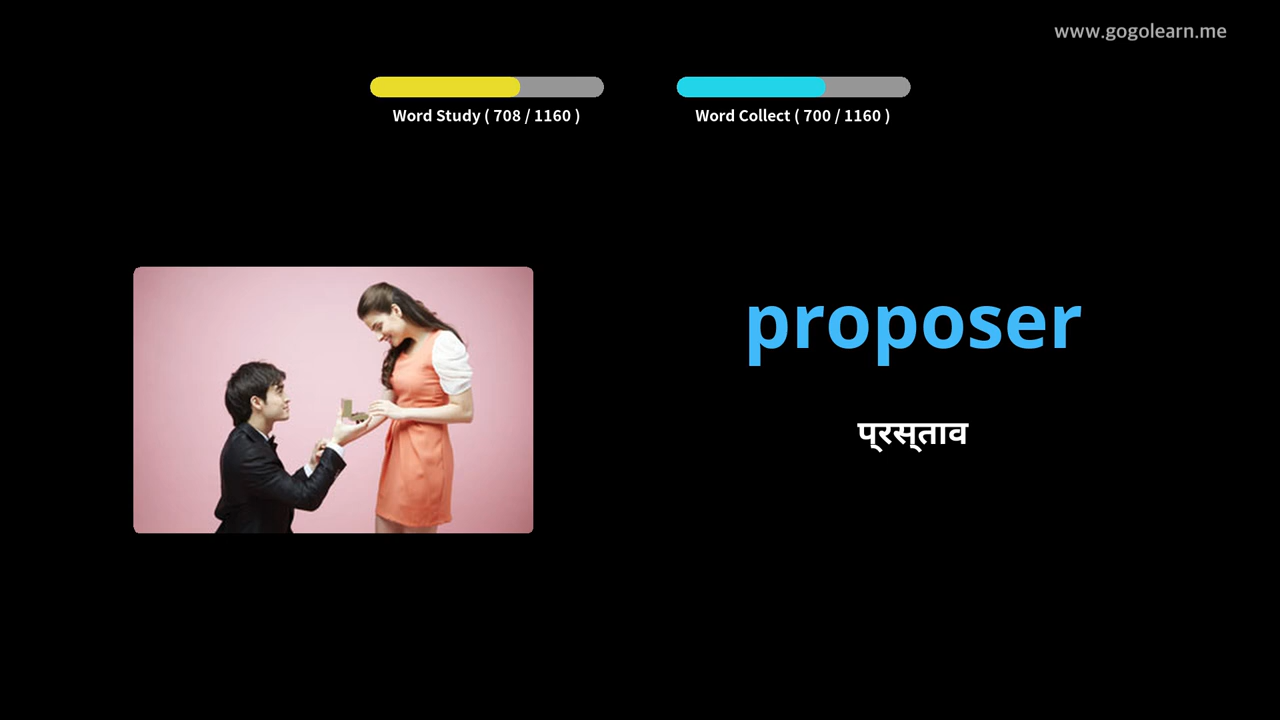 www.gogolearn.me
Word Study ( 708 / 1160 )
Word Collect ( 700 / 1160 )
proposer
प्रस्ताव